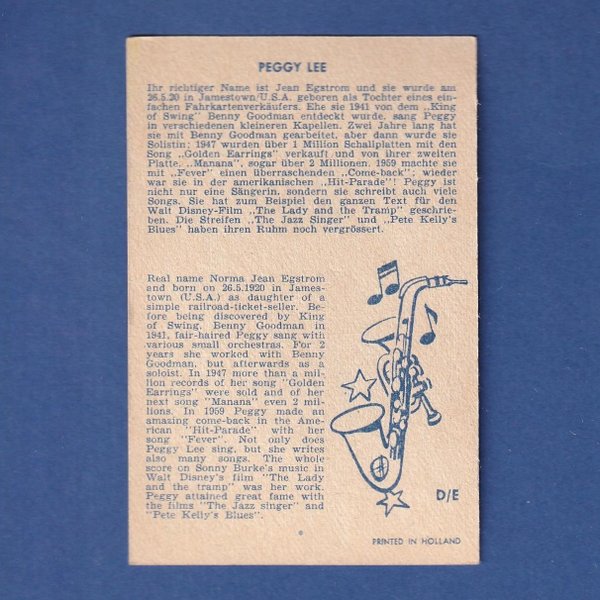 PEGGY LEE
Ihr richtiger Name ist Jean Egstrom und sie wurde am
26.5.20 in Jamestown/U.S.A. geboren als Tochter eines ein-
fachen Fahrkartenverkäufers. Ehe sie 1941 von dem „King
of Swing" Benny Goodman entdeckt wurde, sang Peggy
in verschiedenen kleineren Kapellen. Zwei Jahre lang hat
sie mit Benny Goodman gearbeitet, aber dann wurde sie
Solistin; 1947 wurden über 1 Million Schallplatten mit den
Song „Golden Earrings" verkauft und von ihrer zweiten
Platte, „Manana", sogar über 2 Millionen. 1959 machte sie
mit „Fever" einen überraschenden „Come-back"; wieder
war sie in der amerikanischen „Hit-Parade"! Peggy ist
nicht nur eine Sängerin, sondern sie schreibt auch viele
Songs. Sie hat zum Beispiel den ganzen Text für den
Walt Disney-Film „The Lady and the Tramp" geschrie-
ben. Die Streifen „The Jazz Singer" und „Pete Kelly's
Blues" haben ihren Ruhm noch vergrössert.
Real name Norma Jean Egstrom
and born on 26.5.1920 in James-
town (U.S.A.) as daughter of a
simple railroad-ticket-seller. Be-
fore being discovered by King
of Swing, Benny Goodman in
1941, fair-haired Peggy sang with
various small orchestras. For 2
years she worked with Benny
Goodman, but afterwards as a
soloist. In 1947 more than a mil-
lion records of her song "Golden
Earrings" were sold and of her
next song "Manana" even 2 mil-
lions. In 1959 Peggy made an
amazing come-back in the Ame-
rican "Hit-Parade" with her
song "Fever". Not only does
Peggy Lee sing, but she writes
also many songs. The whole
score on Sonny Burke's music in
Walt Disney's film "The Lady
and the tramp" was her work.
Peggy attained great fame with
the films "The Jazz singer" and
"Pete Kelly's Blues".
D/E
PRINTED IN HOLLAND